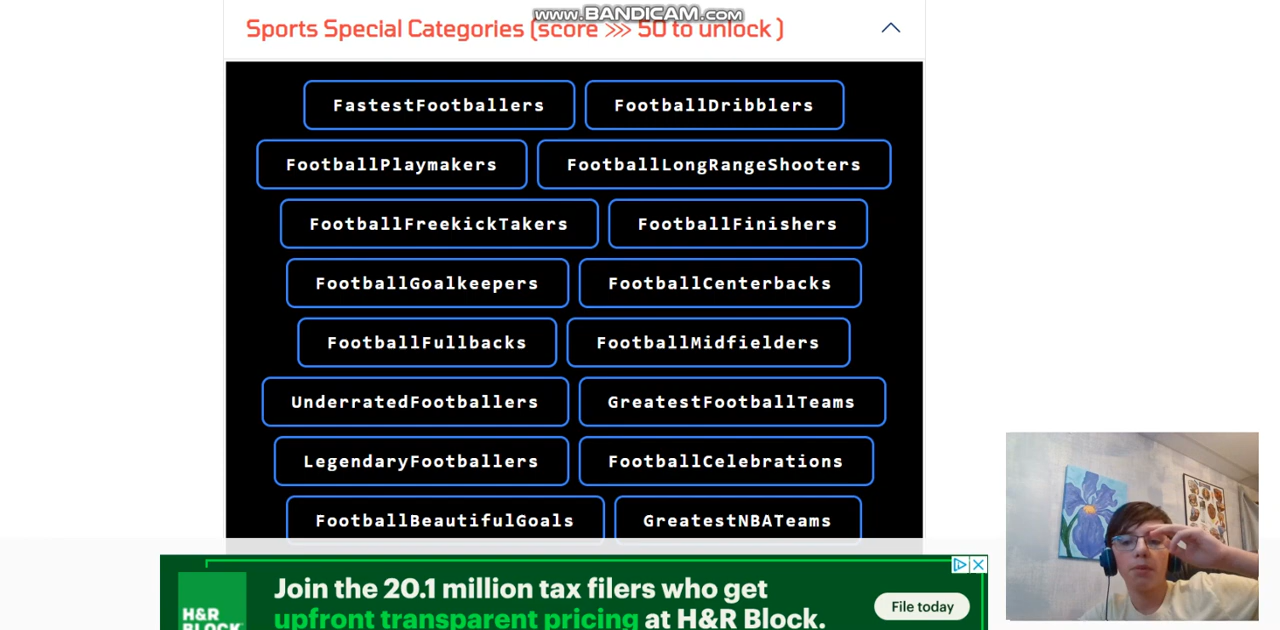 www.BANDICAM.com
Sports Special Categories (score >>> 50 to unlock )
FastestFootballers FootballDribblers
FootballPlaymakers FootballLongRangeShooters
FootballFreekickTakers FootballFinishers
FootballGoalkeepers FootballCenterbacks
FootballFullbacks FootballMidfielders
UnderratedFootballers GreatestFootballTeams
LegendaryFootballers FootballCelebrations
FootballBeautifulGoals GreatestNBATeams
H&R
BLOCK
Join the 20.1 million tax filers who get
upfront transparent pricing at H&R Block.
File today